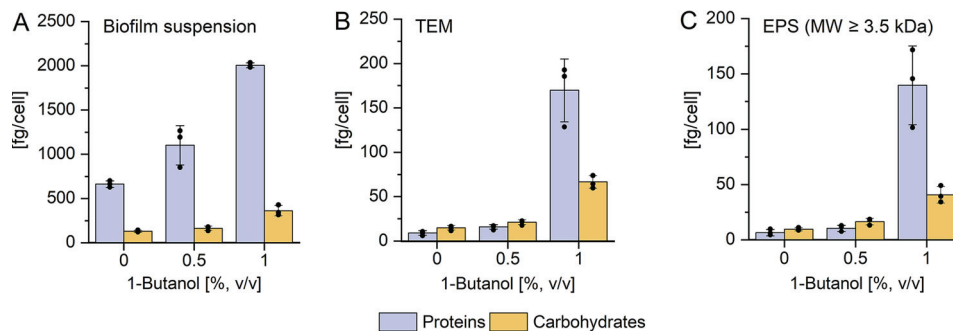 A Biofilm suspension
[fg/cell]
2500
2000
1500
1000
500
0
0 0.5 1
1-Butanol [%, v/v]
B TEM
[fg/cell]
250
200
150
100
50
0
0 0.5 1
1-Butanol [%, v/v]
C EPS (MW ≥ 3.5 kDa)
[fg/cell]
200
150
100
50
0
0 0.5 1
1-Butanol [%, v/v]
Proteins Carbohydrates